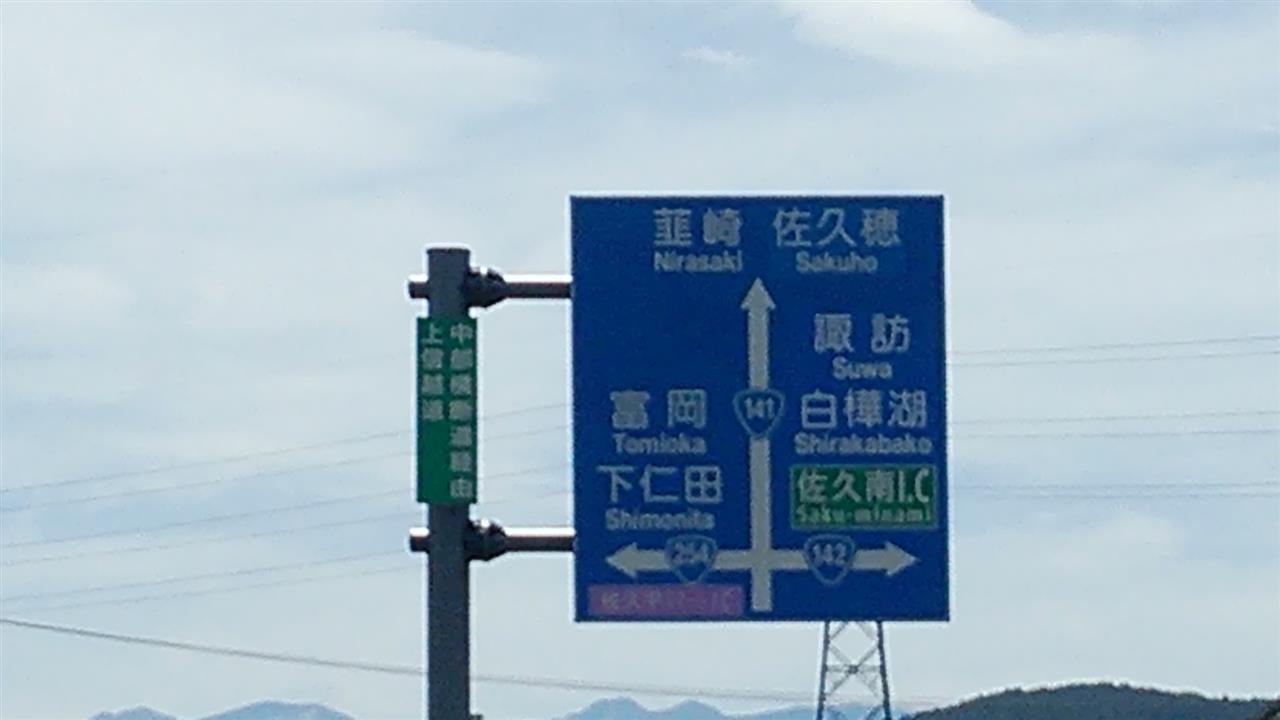 韮崎 佐久穂
Nirasaki Sakuho
諏訪
Suwa
富岡
Tomioka
141
白樺湖
Shirakabako
下仁田
Shimonita
佐久南I.C
Saku-minami
254
142
中部横断道経由
上信越道